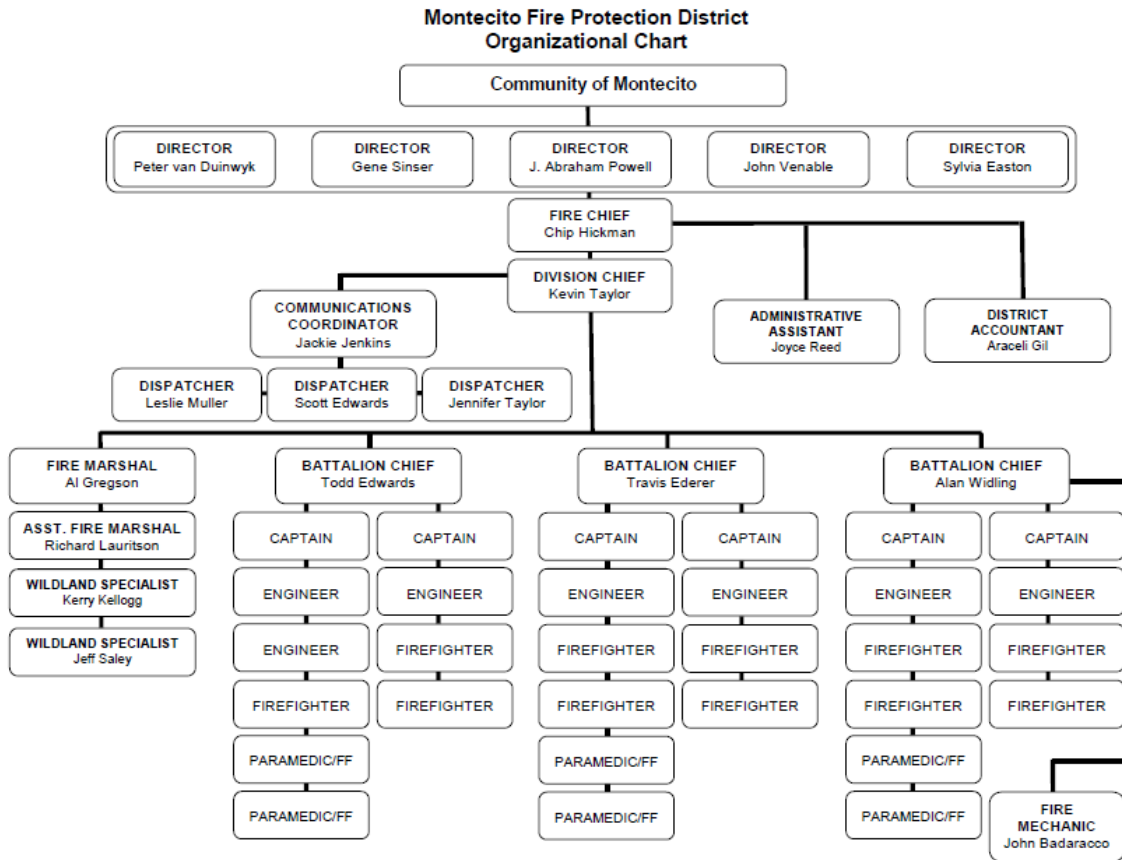 Montecito Fire Protection District
Organizational Chart
Community of Montecito
DIRECTOR
Peter van Duinwyk
DIRECTOR
Gene Sinser
DIRECTOR
J. Abraham Powell
DIRECTOR
John Venable
DIRECTOR
Sylvia Easton
FIRE CHIEF
Chip Hickman
DIVISION CHIEF
Kevin Taylor
COMMUNICATIONS
COORDINATOR
Jackie Jenkins
ADMINISTRATIVE
ASSISTANT
Joyce Reed
DISTRICT
ACCOUNTANT
Araceli Gil
DISPATCHER
Leslie Muller
DISPATCHER
Scott Edwards
DISPATCHER
Jennifer Taylor
FIRE MARSHAL
Al Gregson
ASST. FIRE MARSHAL
Richard Lauritson
WILDLAND SPECIALIST
Kerry Kellogg
WILDLAND SPECIALIST
Jeff Saley
BATTALION CHIEF
Todd Edwards
CAPTAIN
ENGINEER
ENGINEER
FIREFIGHTER
PARAMEDIC/FF
PARAMEDIC/FF
CAPTAIN
ENGINEER
FIREFIGHTER
FIREFIGHTER
BATTALION CHIEF
Travis Ederer
CAPTAIN
ENGINEER
FIREFIGHTER
FIREFIGHTER
PARAMEDIC/FF
PARAMEDIC/FF
CAPTAIN
ENGINEER
FIREFIGHTER
FIREFIGHTER
BATTALION CHIEF
Alan Widling
CAPTAIN
ENGINEER
FIREFIGHTER
FIREFIGHTER
PARAMEDIC/FF
PARAMEDIC/FF
CAPTAIN
ENGINEER
FIREFIGHTER
FIREFIGHTER
FIRE
MECHANIC
John Badaracco